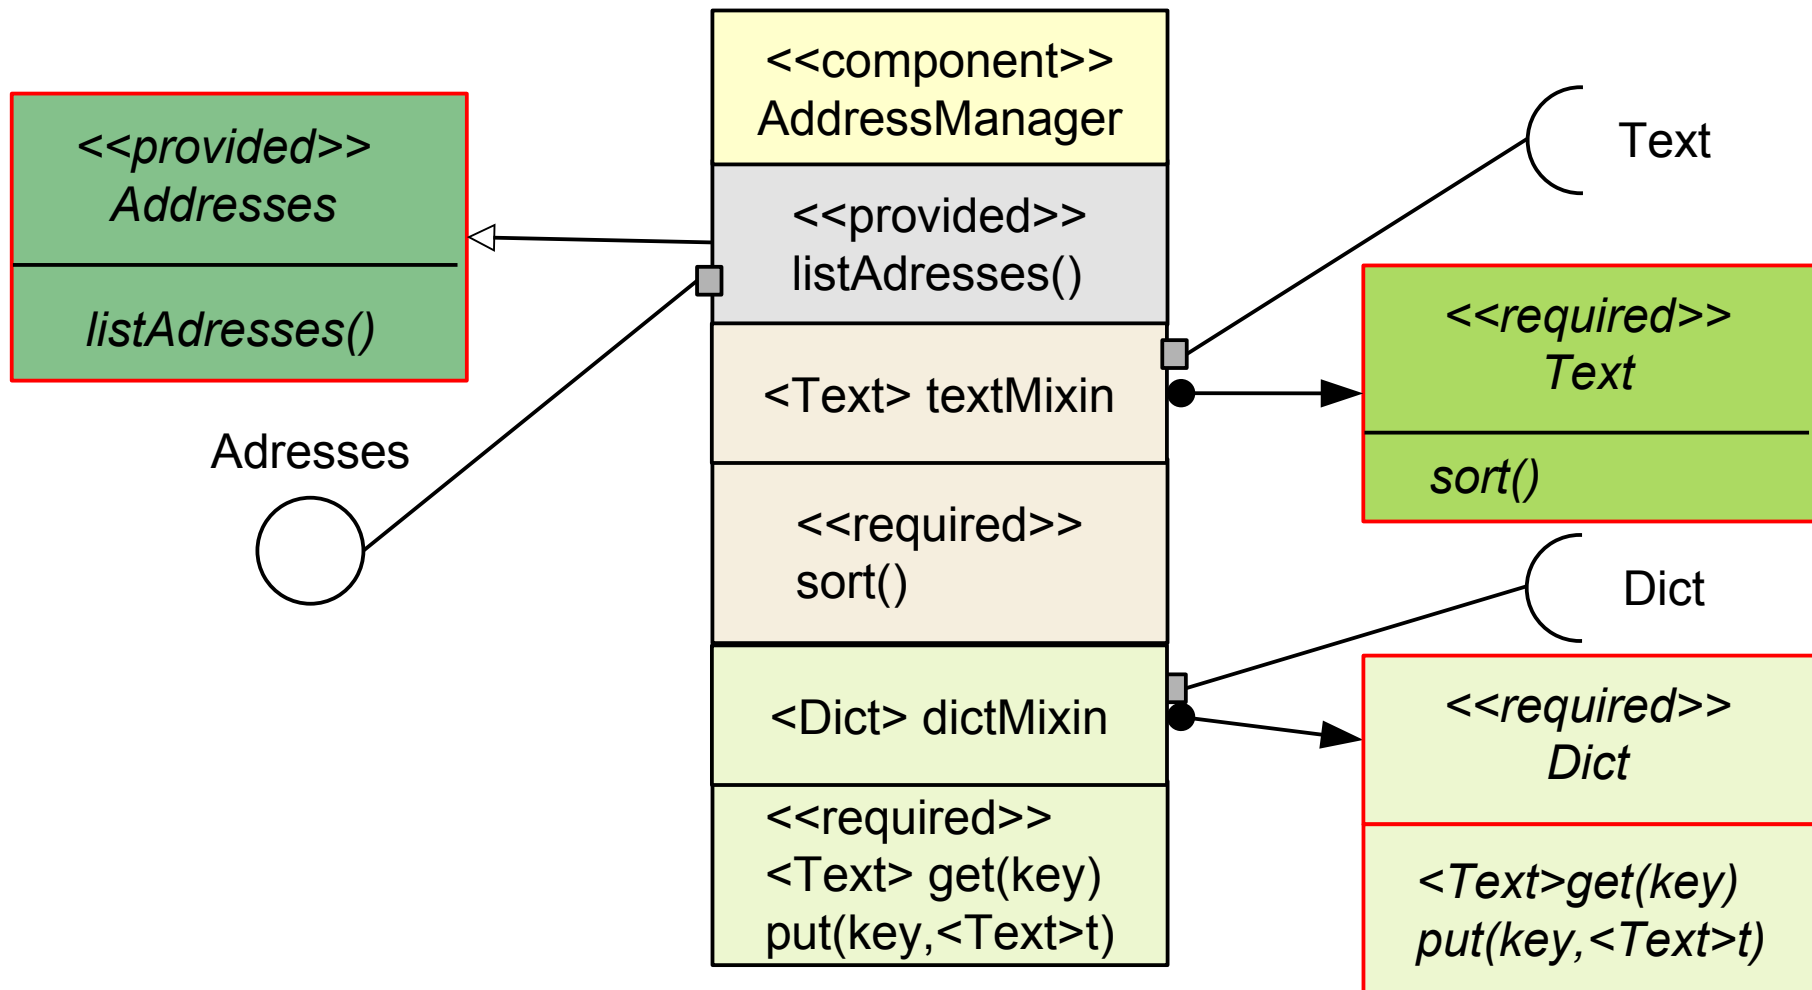 <<provided>>
Addresses
listAdresses()
Adresses
<<component>>
AddressManager
<<provided>>
listAdresses()
<Text> textMixin
<<required>>
sort()
<Dict> dictMixin
<<required>>
<Text> get(key)
put(key,<Text>t)
Text
<<required>>
Text
sort()
Dict
<<required>>
Dict
<Text>get(key)
put(key,<Text>t)